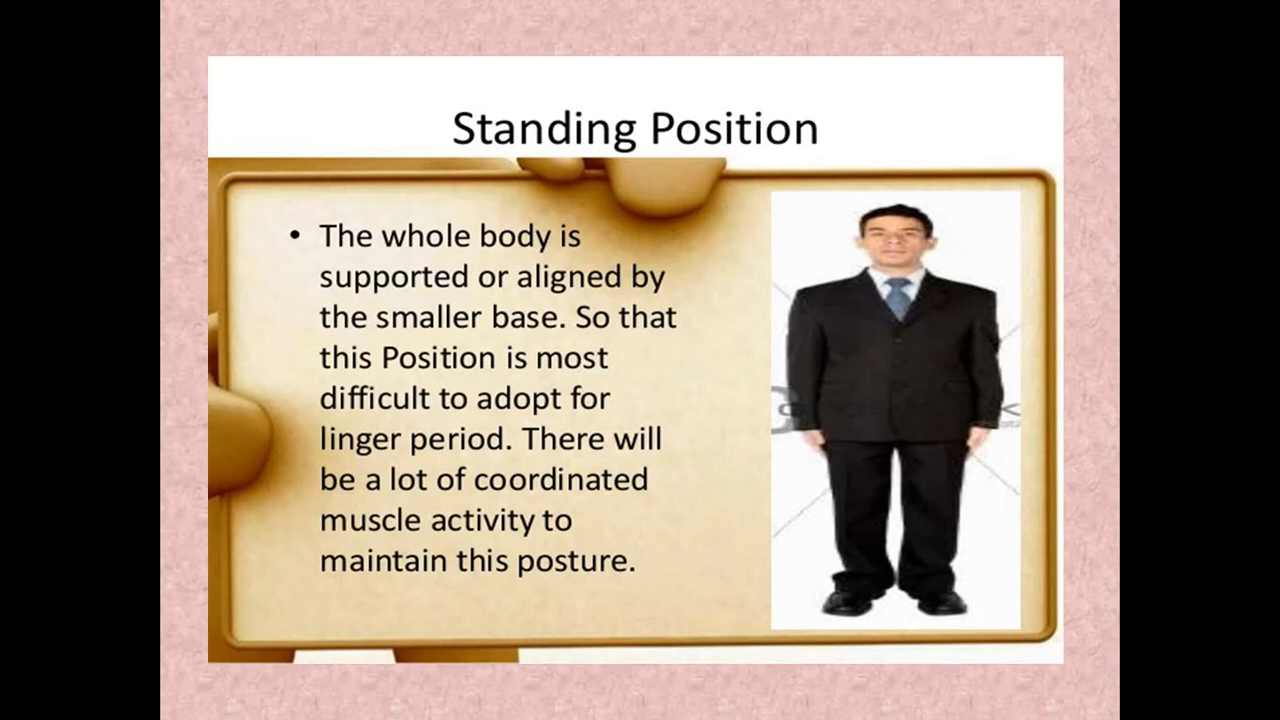 Standing Position
• The whole body is
supported or aligned by
the smaller base. So that
this Position is most
difficult to adopt for
linger period. There will
be a lot of coordinated
muscle activity to
maintain this posture.